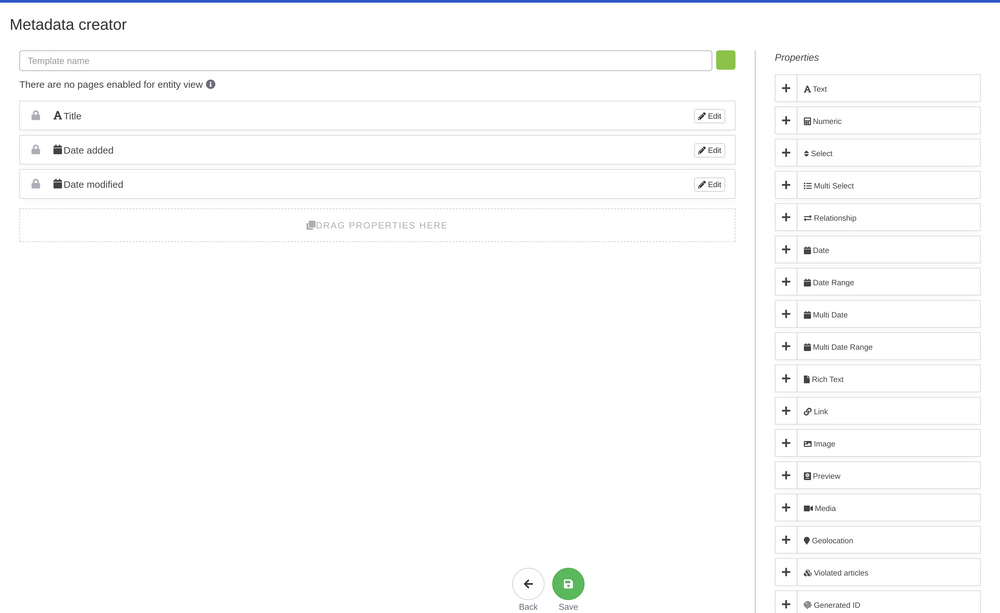 Metadata creator
Template name
There are no pages enabled for entity view
Title
Edit
Date added
Edit
Date modified
Edit
DRAG PROPERTIES HERE
Back
Save
Properties
Text
Numeric
Select
Multi Select
Relationship
Date
Date Range
Multi Date
Multi Date Range
Rich Text
Link
Image
Preview
Media
Geolocation
Violated articles
Generated ID